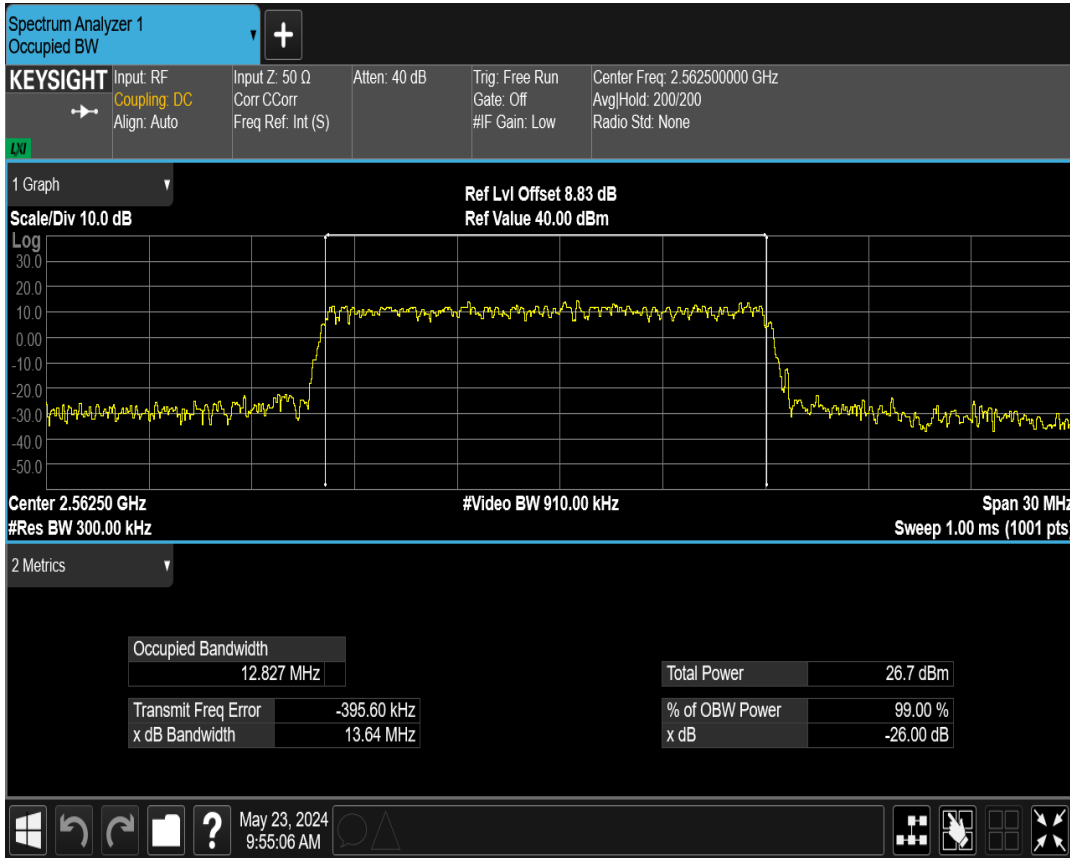 Spectrum Analyzer 1
Occupied BW
+
KEYSIGHT
LXI
Input: RF
Coupling: DC
Align: Auto
Input Z: 50 Ω
Corr CCorr
Freq Ref: Int (S)
Atten: 40 dB
Trig: Free Run
Gate: Off
#IF Gain: Low
Center Freq: 2.562500000 GHz
Avg|Hold: 200/200
Radio Std: None
1 Graph
Scale/Div 10.0 dB
Ref Lvl Offset 8.83 dB
Ref Value 40.00 dBm
Log
30.0
20.0
10.0
0.00
-10.0
-20.0
-30.0
-40.0
-50.0
Center 2.56250 GHz
#Video BW 910.00 kHz
Span 30 MHz
#Res BW 300.00 kHz
Sweep 1.00 ms (1001 pts)
2 Metrics
Occupied Bandwidth
12.827 MHz
Total Power 26.7 dBm
Transmit Freq Error -395.60 kHz
% of OBW Power 99.00 %
x dB Bandwidth 13.64 MHz
x dB -26.00 dB
?
May 23, 2024
9:55:06 AM